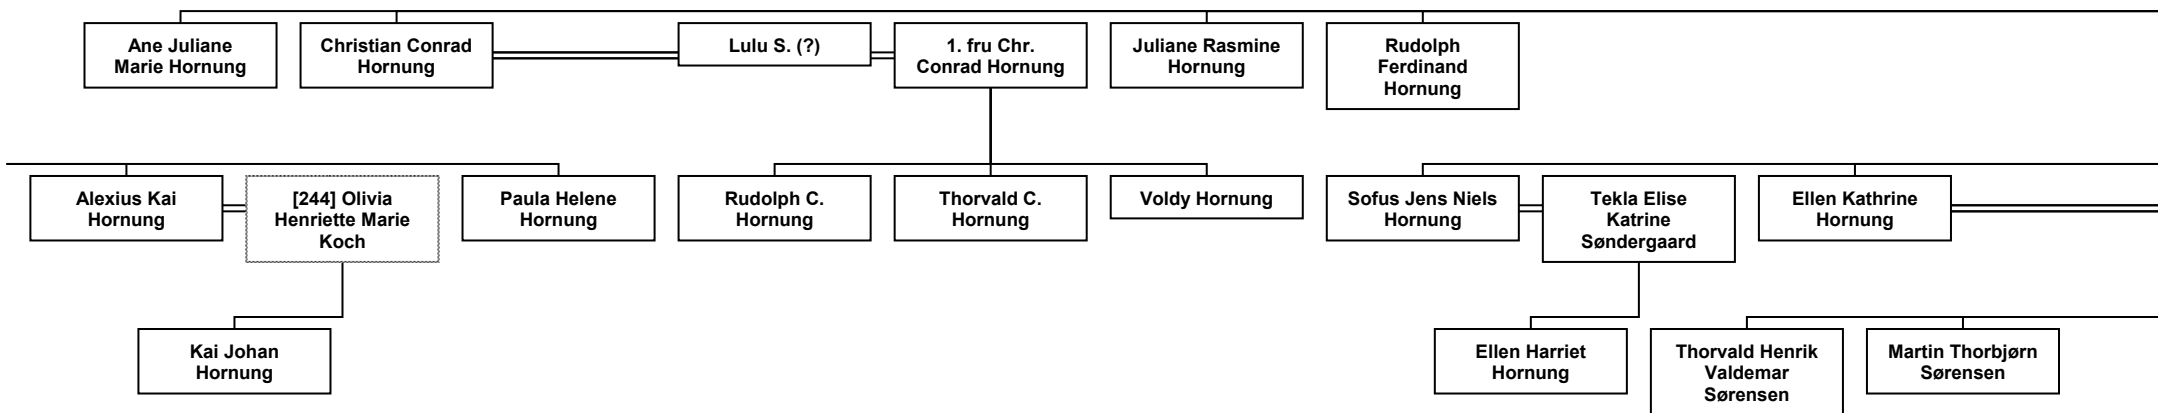 Ane Juliane
Marie Hornung
Christian Conrad
Hornung
Lulu S. (?)
1. fru Chr.
Conrad Hornung
Juliane Rasmine
Hornung
Rudolph
Ferdinand
Hornung
Alexius Kai
Hornung
[244] Olivia
Henriette Marie
Koch
Paula Helene
Hornung
Rudolph C.
Hornung
Thorvald C.
Hornung
Voldy Hornung
Sofus Jens Niels
Hornung
Tekla Elise
Katrine
Søndergaard
Ellen Kathrine
Hornung
Kai Johan
Hornung
Ellen Harriet
Hornung
Thorvald Henrik
Valdemar
Sørensen
Martin Thorbjørn
Sørensen